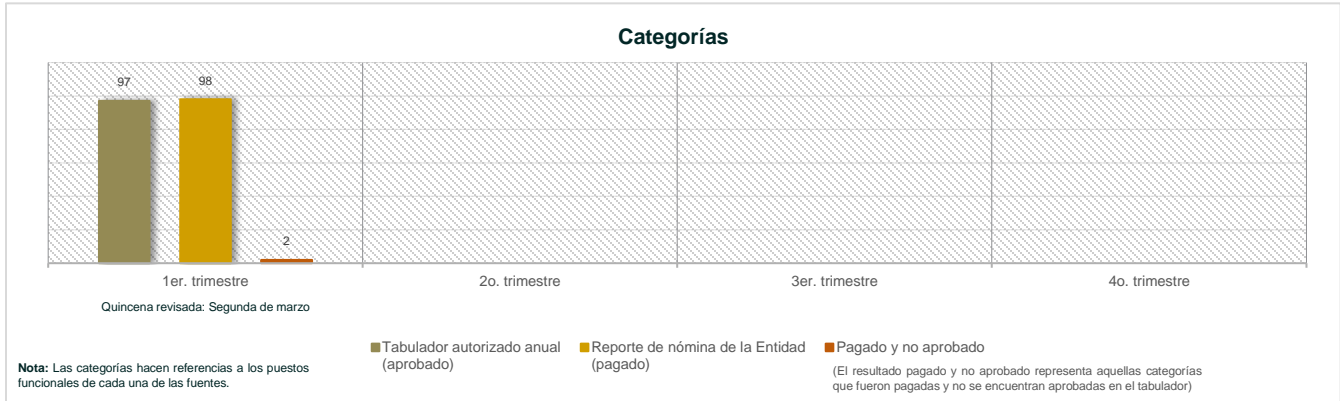 Categorías
97
98
2
1er. trimestre
2o. trimestre
3er. trimestre
4o. trimestre
Quincena revisada: Segunda de marzo
Tabulador autorizado anual
(aprobado)
Reporte de nómina de la Entidad
(pagado)
Pagado y no aprobado
(El resultado pagado y no aprobado representa aquellas categorías
que fueron pagadas y no se encuentran aprobadas en el tabulador)
Nota: Las categorías hacen referencias a los puestos
funcionales de cada una de las fuentes.